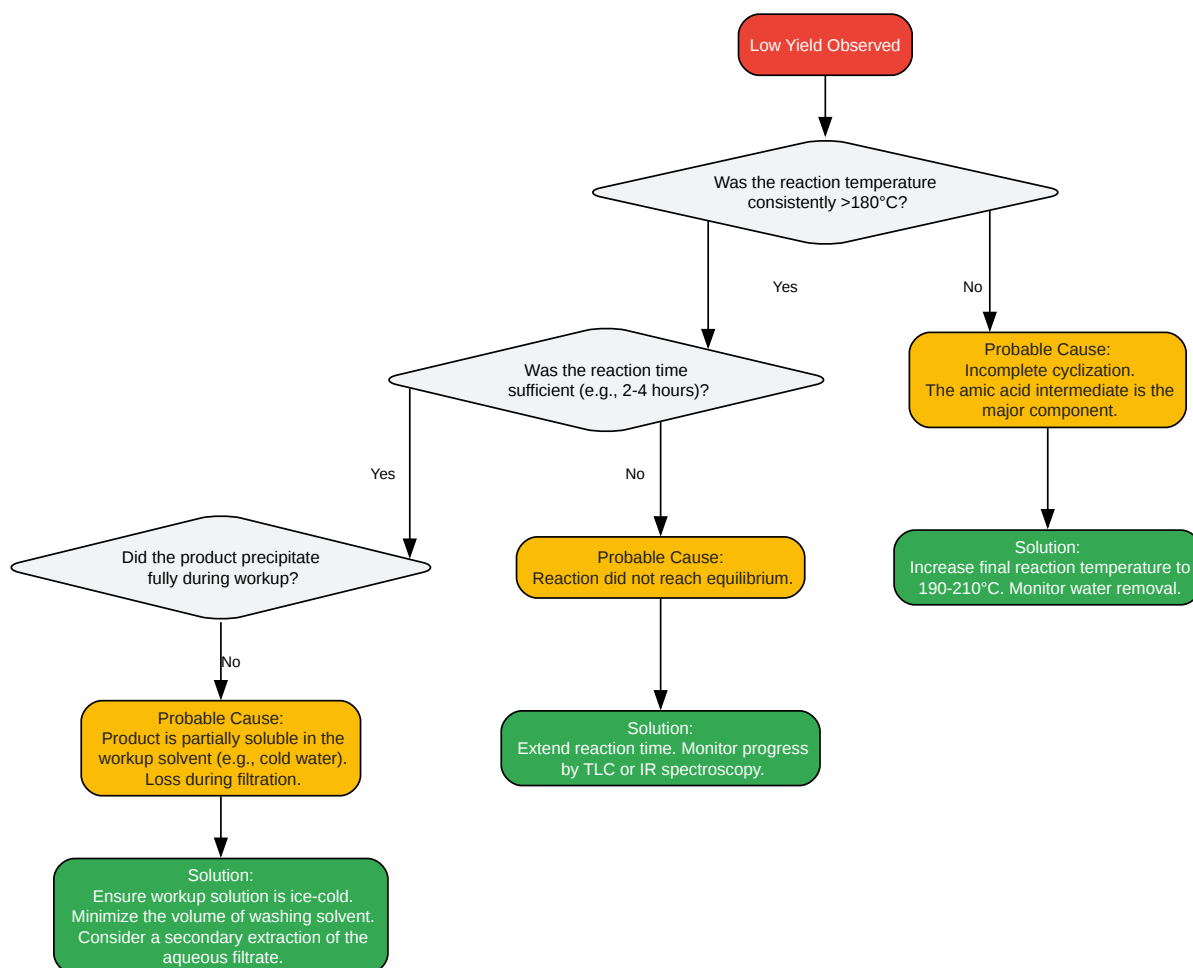 Low Yield Observed
Was the reaction temperature
consistently >180°C?
Yes
No
Was the reaction time
sufficient (e.g., 2-4 hours)?
Probable Cause:
Incomplete cyclization.
The amic acid intermediate is the
major component.
Yes
No
Did the product precipitate
fully during workup?
Probable Cause:
Reaction did not reach equilibrium.
Solution:
Increase final reaction temperature to
190-210°C. Monitor water removal.
No
Probable Cause:
Product is partially soluble in the
workup solvent (e.g., cold water).
Loss during filtration.
Solution:
Extend reaction time. Monitor progress
by TLC or IR spectroscopy.
Solution:
Ensure workup solution is ice-cold.
Minimize the volume of washing solvent.
Consider a secondary extraction of the
aqueous filtrate.